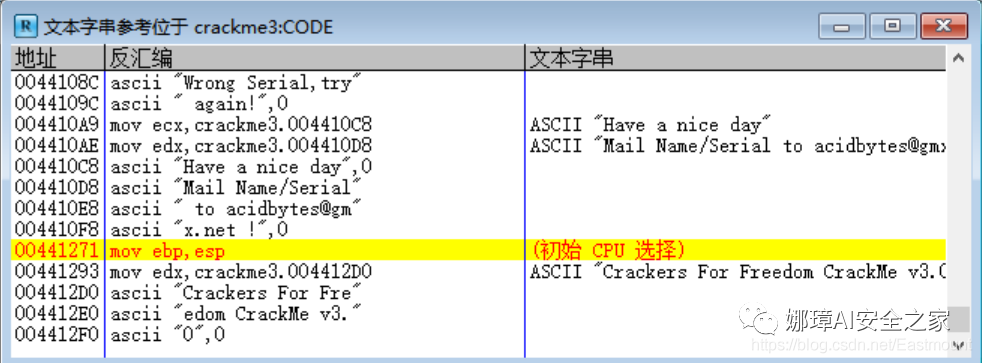 文本字串参考位于 crackme3:CODE
地址 反汇编 文本字串
0044108C ascii "Wrong Serial,try"
0044109C ascii " again!",0
004410A9 mov ecx,crackme3.004410C8 ASCII "Have a nice day"
004410AE mov edx,crackme3.004410D8 ASCII "Mail Name/Serial to acidbytes@gmx
004410C8 ascii "Have a nice day",0
004410D8 ascii "Mail Name/Serial"
004410E8 ascii " to acidbytes@gm"
004410F8 ascii "x.net !",0
00441271 mov ebp,esp (初始 CPU 选择)
00441293 mov edx,crackme3.004412D0 ASCII "Crackers For Freedom CrackMe v3.0
004412D0 ascii "Crackers For Fre"
004412E0 ascii "edom CrackMe v3."
004412F0 ascii "0",0
娜璋AI安全之家